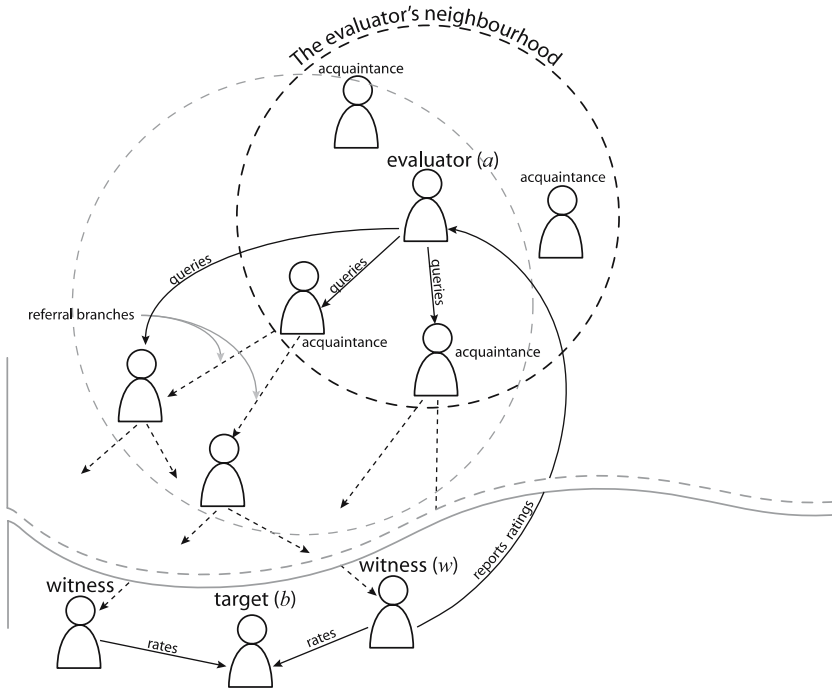 The evaluator's neighbourhood
acquaintance
evaluator (a)
acquaintance
queries
queries
queries
referral branches
acquaintance
acquaintance
reports ratings
witness
target (b)
witness (w)
rates
rates